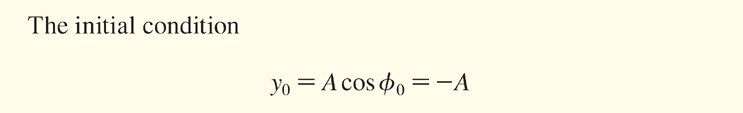 The initial condition
y₀ = A cos ϕ₀ = −A